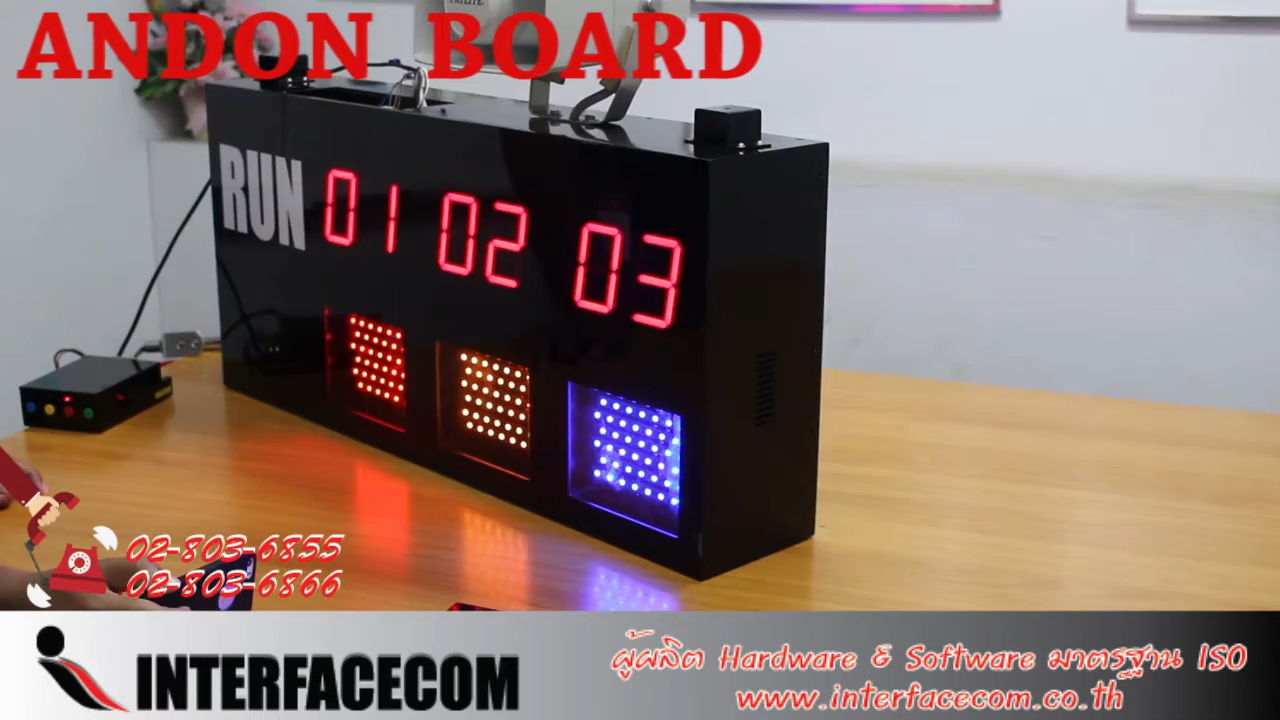 ANDON BOARD
RUN 01 02 03
02-803-6855
02-803-6866
INTERFACECOM
ผู้ผลิต Hardware & Software มาตรฐาน ISO
www.interfacecom.co.th